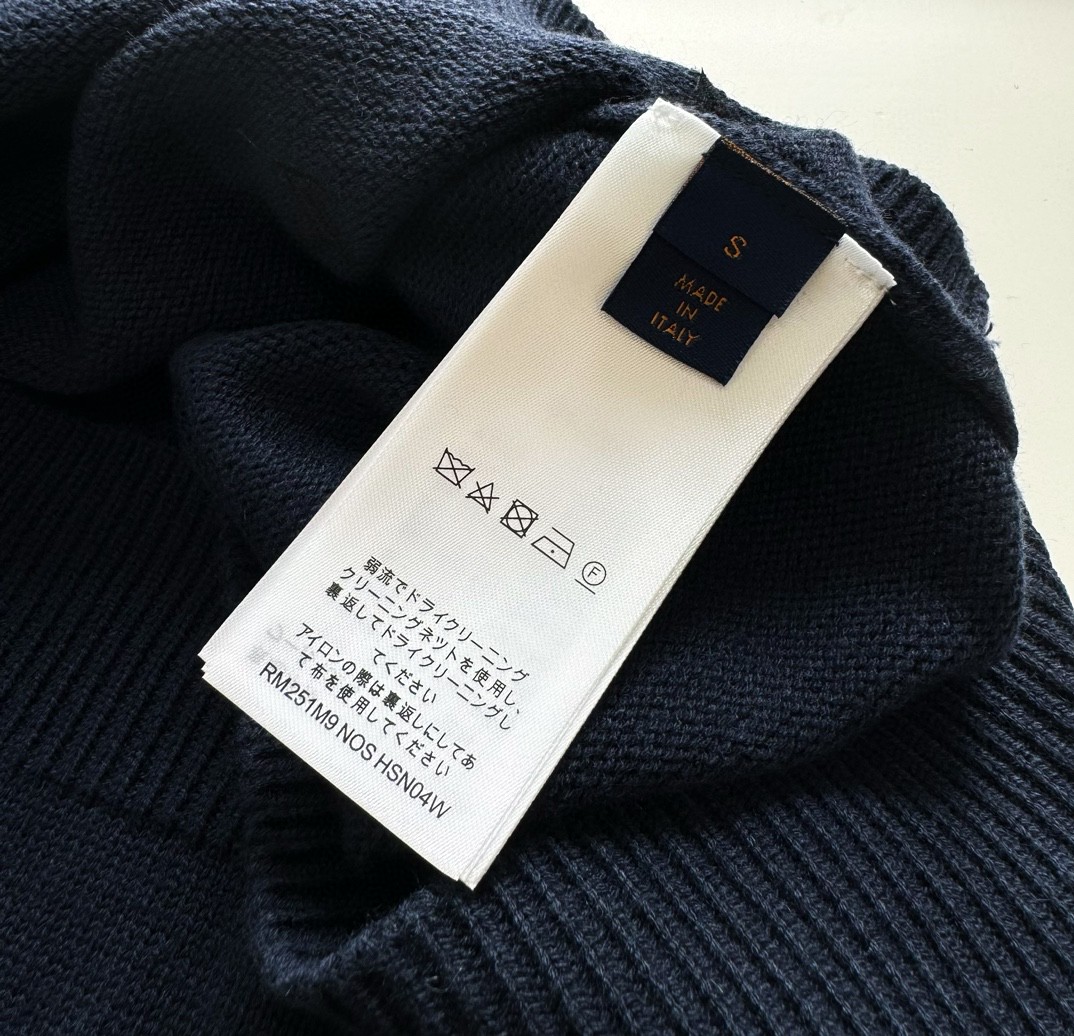 S
MADE
IN
ITALY
F
弱流でドライクリーニング
クリーニングネットを使用し、
裏返してドライクリーニングし
てください
アイロンの際は裏返しにしてあ
て布を使用してください
RM251M9 NOS HSN04W